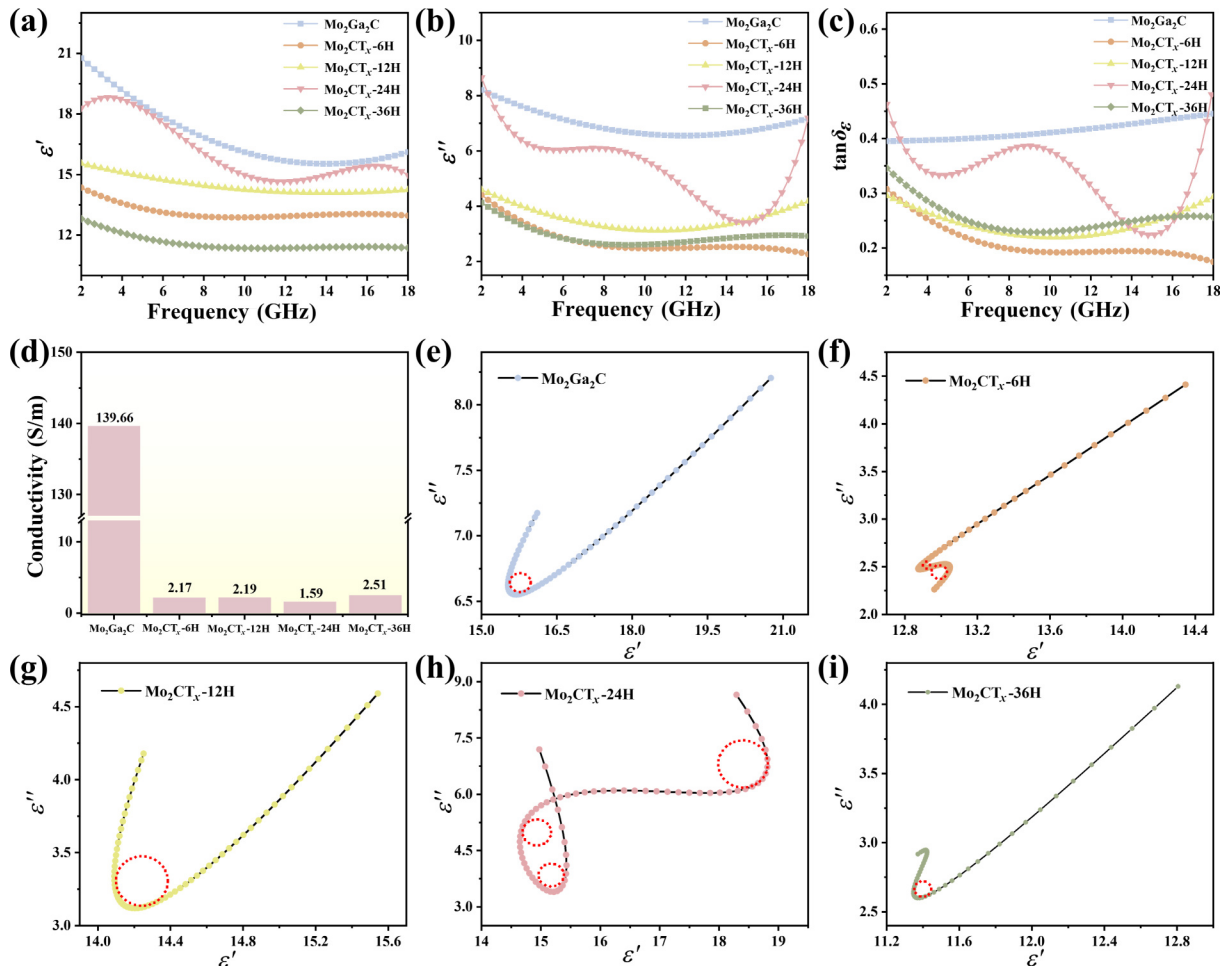 (a)
Mo₂Ga₂C
Mo₂CTₓ-6H
Mo₂CTₓ-12H
Mo₂CTₓ-24H
Mo₂CTₓ-36H
ε′
21
18
15
12
2 4 6 8 10 12 14 16 18
Frequency (GHz)
(b)
Mo₂Ga₂C
Mo₂CTₓ-6H
Mo₂CTₓ-12H
Mo₂CTₓ-24H
Mo₂CTₓ-36H
ε′′
10
8
6
4
2
2 4 6 8 10 12 14 16 18
Frequency (GHz)
(c)
Mo₂Ga₂C
Mo₂CTₓ-6H
Mo₂CTₓ-12H
Mo₂CTₓ-24H
Mo₂CTₓ-36H
tanδε
0.6
0.5
0.4
0.3
0.2
2 4 6 8 10 12 14 16 18
Frequency (GHz)
(d)
Conductivity (S/m)
150
140
130
10
0
139.66
2.17
2.19
1.59
2.51
Mo₂Ga₂C Mo₂CTₓ-6H Mo₂CTₓ-12H Mo₂CTₓ-24H Mo₂CTₓ-36H
(e)
Mo₂Ga₂C
ε′′
8.0
7.5
7.0
6.5
15.0 16.5 18.0 19.5 21.0
ε′
(f)
Mo₂CTₓ-6H
ε′′
4.5
4.0
3.5
3.0
2.5
2.0
12.8 13.2 13.6 14.0 14.4
ε′
(g)
Mo₂CTₓ-12H
ε′′
4.5
4.0
3.5
3.0
14.0 14.4 14.8 15.2 15.6
ε′
(h)
Mo₂CTₓ-24H
ε′′
9.0
7.5
6.0
4.5
3.0
14 15 16 17 18 19
ε′
(i)
Mo₂CTₓ-36H
ε′′
4.0
3.5
3.0
2.5
11.2 11.6 12.0 12.4 12.8
ε′